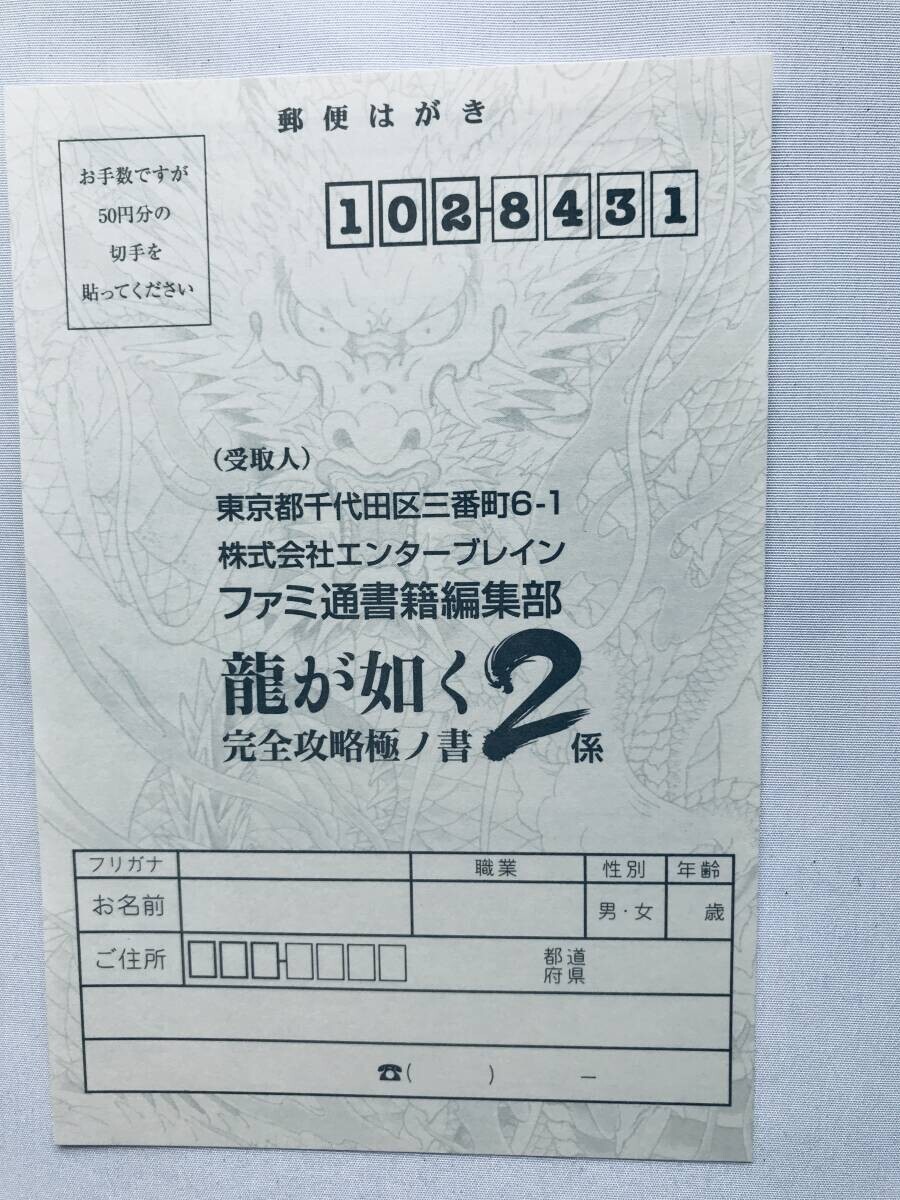 郵便はがき
お手数ですが
50円分の
切手を
貼ってください
102-8431
（受取人）
東京都千代田区三番町6-1
株式会社エンターブレイン
ファミ通書籍編集部
龍が如く2
完全攻略極ノ書 係
フリガナ 職業 性別 年齢
お名前 男・女 歳
ご住所 都道
府県
☎( ) −